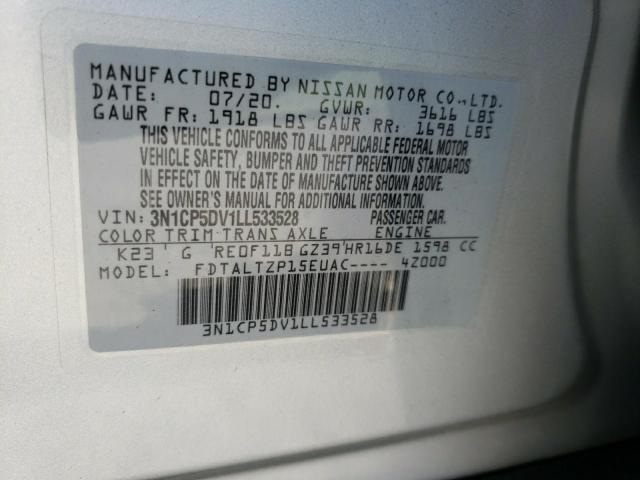 MANUFACTURED BY NISSAN MOTOR CO., LTD.
DATE: 07/20. GVWR: 3616 LBS
GAWR FR: 1918 LBS GAWR RR: 1698 LBS
THIS VEHICLE CONFORMS TO ALL APPLICABLE FEDERAL MOTOR
VEHICLE SAFETY, BUMPER AND THEFT PREVENTION STANDARDS
IN EFFECT ON THE DATE OF MANUFACTURE SHOWN ABOVE.
SEE OWNER'S MANUAL FOR ADDITIONAL INFORMATION.
VIN: 3N1CP5DV1LL533528 PASSENGER CAR.
COLOR TRIM TRANS AXLE ENGINE
K23 G RE0F11B GZ39 HR16DE 1598 CC
MODEL: FDTALTZP15EUAC---- 4Z000
3N1CP5DV1LL533528